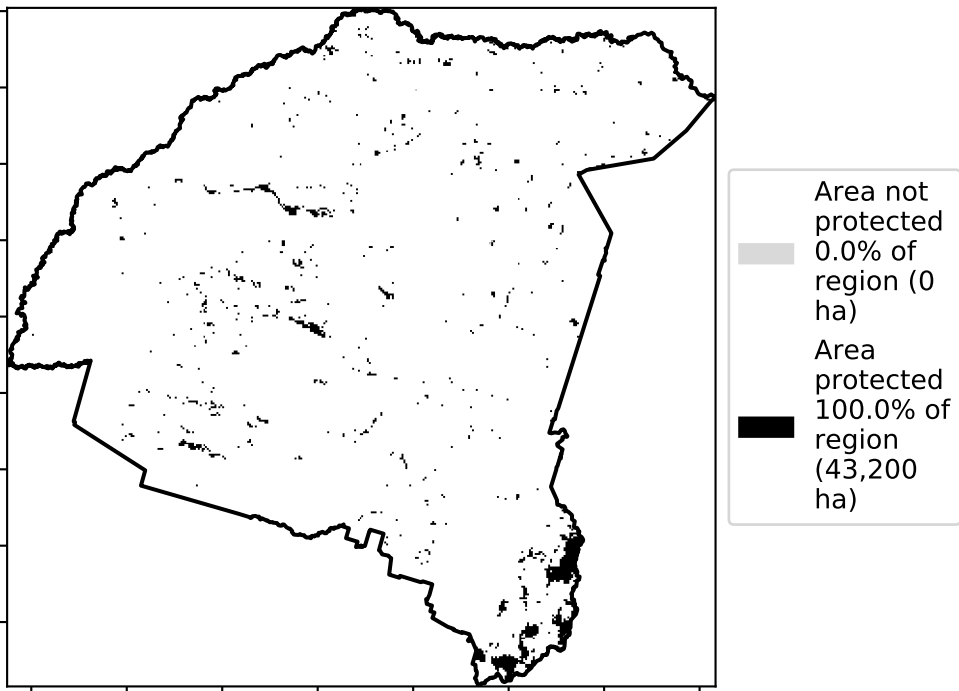 Area not
protected
0.0% of
region (0
ha)
Area
protected
100.0% of
region
(43,200
ha)